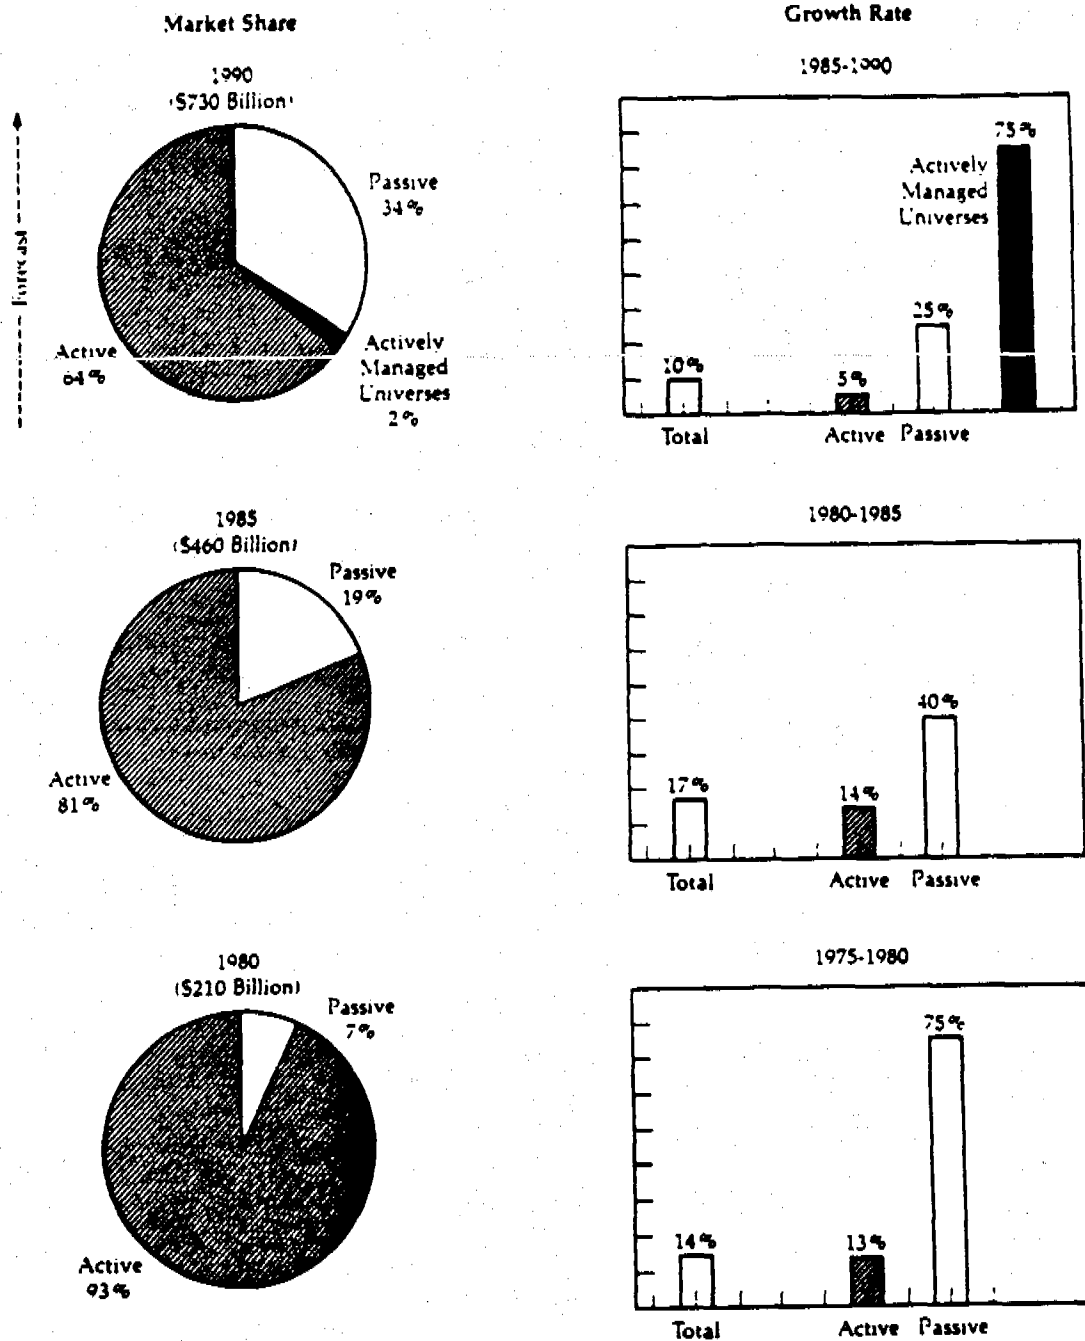 Market Share
1990
($730 Billion)
Forecast
Passive
34%
Active
64%
Actively
Managed
Universes
2%
1985
($460 Billion)
Passive
19%
Active
81%
1980
($210 Billion)
Passive
7%
Active
93%
Growth Rate
1985-1990
75%
Actively
Managed
Universes
25%
10%
5%
Total
Active Passive
1980-1985
40%
17%
14%
Total
Active Passive
1975-1980
75%
14%
13%
Total
Active Passive